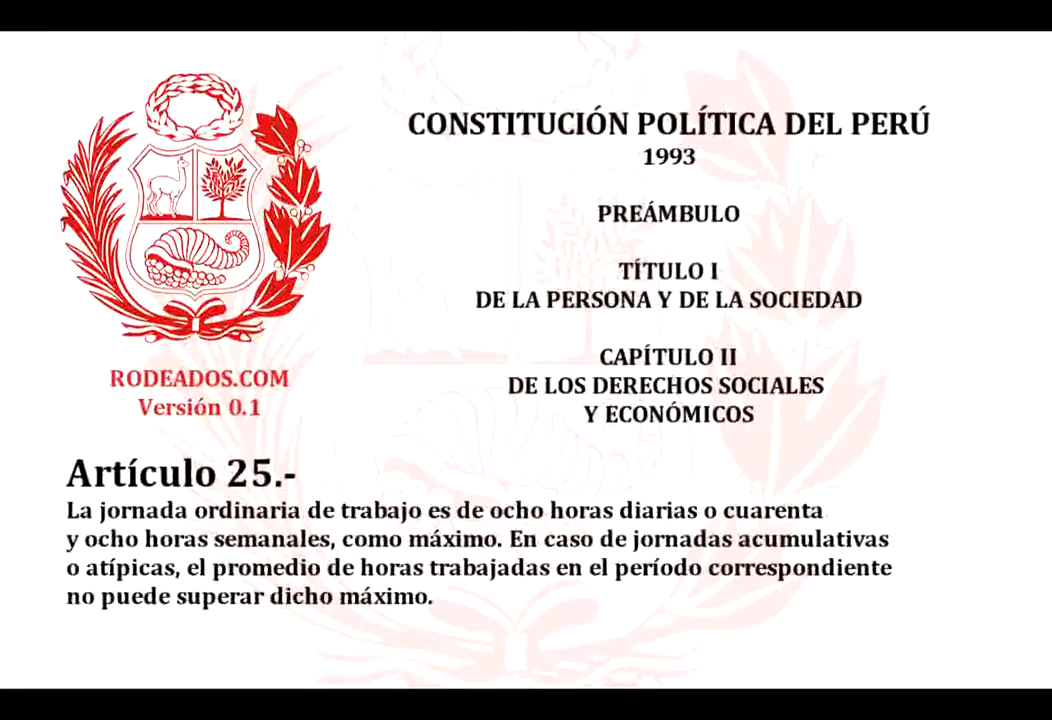 CONSTITUCIÓN POLÍTICA DEL PERÚ
1993
PREÁMBULO
TÍTULO I
DE LA PERSONA Y DE LA SOCIEDAD
CAPÍTULO II
DE LOS DERECHOS SOCIALES
Y ECONÓMICOS
RODEADOS.COM
Versión 0.1
Artículo 25.-
La jornada ordinaria de trabajo es de ocho horas diarias o cuarenta
y ocho horas semanales, como máximo. En caso de jornadas acumulativas
o atípicas, el promedio de horas trabajadas en el período correspondiente
no puede superar dicho máximo.